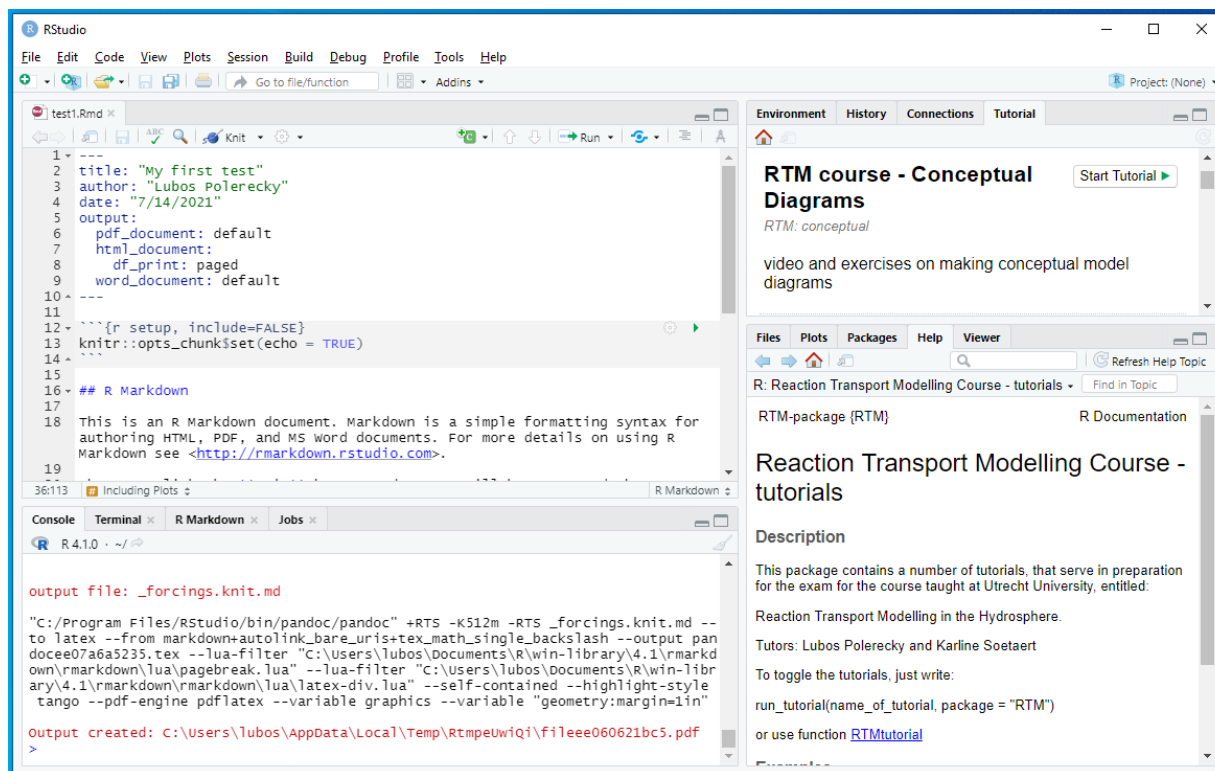 RStudio
File Edit Code View Plots Session Build Debug Profile Tools Help
Go to file/function
Addins
Project: (None)
test1.Rmd
ABC
Knit
Run
1 ---
2 title: "My first test"
3 author: "Lubos Polerecky"
4 date: "7/14/2021"
5 output:
6 pdf_document: default
7 html_document:
8 df_print: paged
9 word_document: default
10 ---
11
12 ```{r setup, include=FALSE}
13 knitr::opts_chunk$set(echo = TRUE)
14 ```
15
16 ## R Markdown
17
18 This is an R Markdown document. Markdown is a simple formatting syntax for
authoring HTML, PDF, and MS Word documents. For more details on using R
Markdown see <http://rmarkdown.rstudio.com>.
19
36:113 # Including Plots
R Markdown
Console Terminal R Markdown Jobs
R 4.1.0 · ~/
output file: _forcings.knit.md
"C:/Program Files/RStudio/bin/pandoc/pandoc" +RTS -K512m -RTS _forcings.knit.md --
to latex --from markdown+autolink_bare_uris+tex_math_single_backslash --output pan
docee07a6a5235.tex --lua-filter "C:\Users\lubos\Documents\R\win-library\4.1\rmarkd
own\rmarkdown\lua\pagebreak.lua" --lua-filter "C:\Users\lubos\Documents\R\win-libr
ary\4.1\rmarkdown\rmarkdown\lua\latex-div.lua" --self-contained --highlight-style
tango --pdf-engine pdflatex --variable graphics --variable "geometry:margin=1in"
Output created: C:\Users\lubos\AppData\Local\Temp\RtmpeUwiQi\fileee060621bc5.pdf
>
Environment History Connections Tutorial
RTM course - Conceptual
Diagrams
Start Tutorial
RTM: conceptual
video and exercises on making conceptual model
diagrams
Files Plots Packages Help Viewer
Refresh Help Topic
R: Reaction Transport Modelling Course - tutorials
Find in Topic
RTM-package {RTM}
R Documentation
Reaction Transport Modelling Course -
tutorials
Description
This package contains a number of tutorials, that serve in preparation
for the exam for the course taught at Utrecht University, entitled:
Reaction Transport Modelling in the Hydrosphere.
Tutors: Lubos Polerecky and Karline Soetaert
To toggle the tutorials, just write:
run_tutorial(name_of_tutorial, package = "RTM")
or use function RTMtutorial